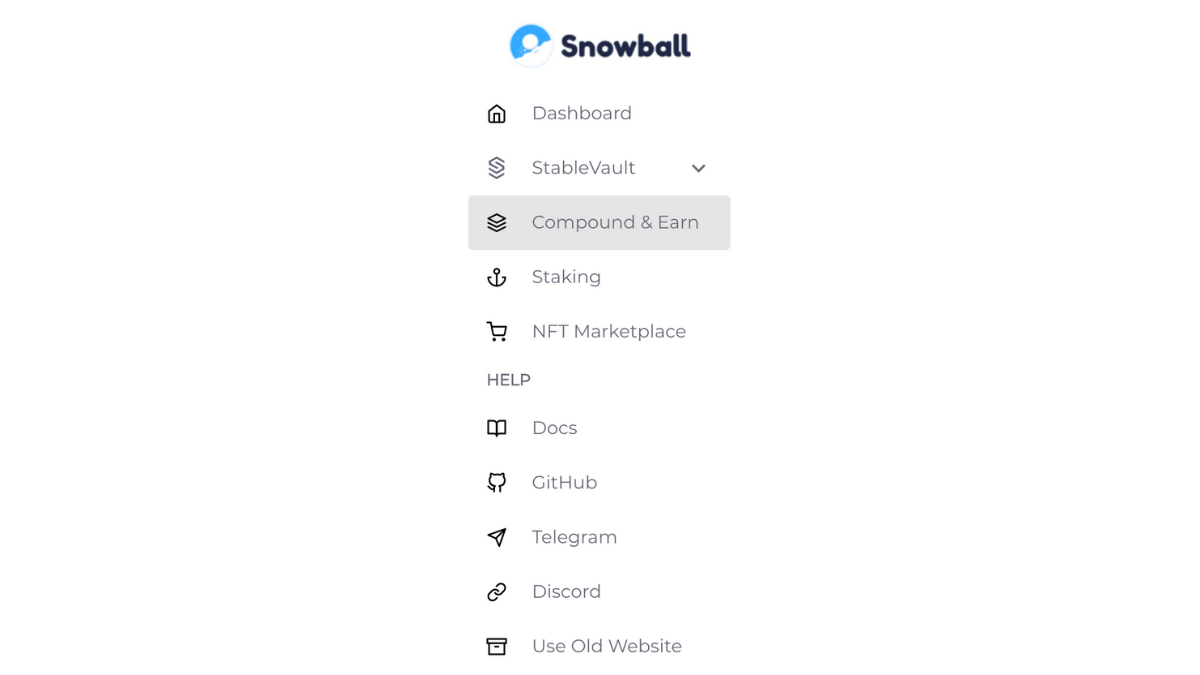 Snowball
Dashboard
StableVault
Compound & Earn
Staking
NFT Marketplace
HELP
Docs
GitHub
Telegram
Discord
Use Old Website